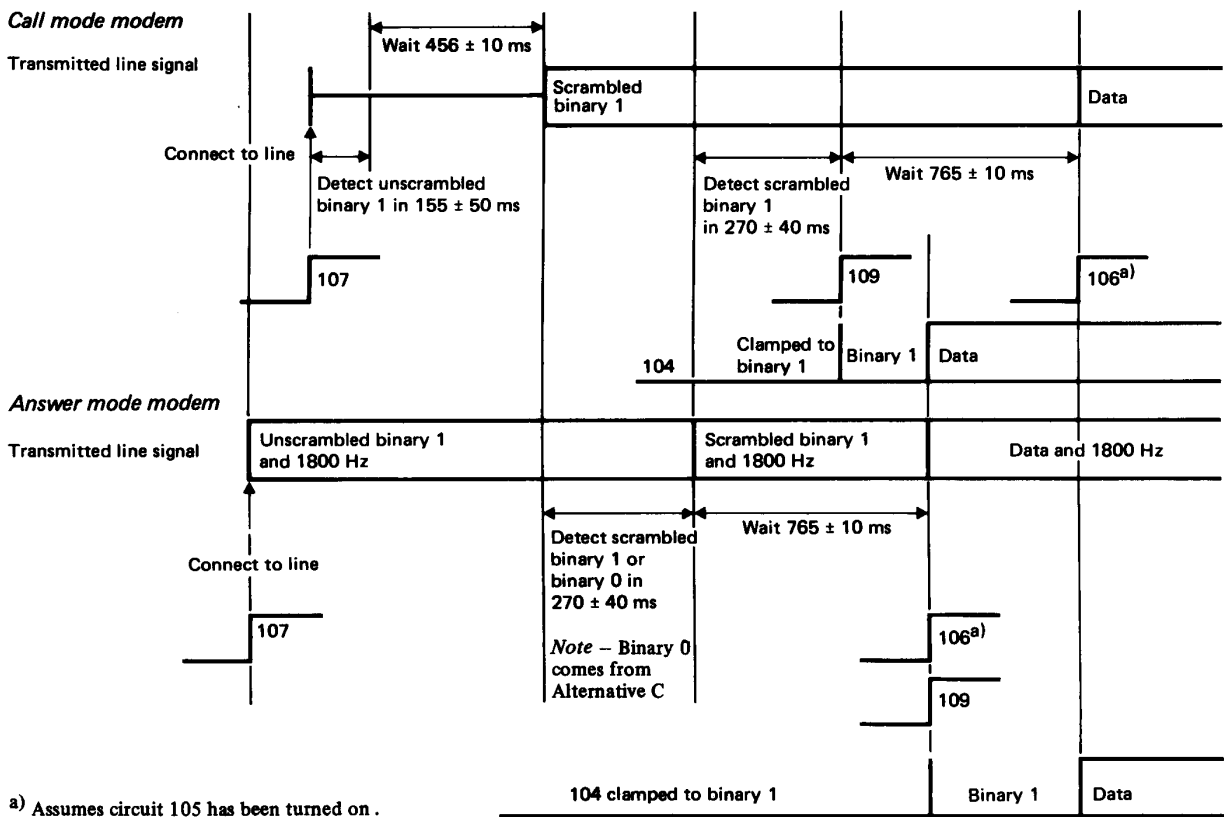 Call mode modem
Wait 456 ± 10 ms
Transmitted line signal
Scrambled
binary 1
Data
Connect to line
Detect unscrambled
binary 1 in 155 ± 50 ms
Detect scrambled
binary 1
in 270 ± 40 ms
Wait 765 ± 10 ms
107
109
106a)
104
Clamped to
binary 1
Binary 1
Data
Answer mode modem
Transmitted line signal
Unscrambled binary 1
and 1800 Hz
Scrambled binary 1
and 1800 Hz
Data and 1800 Hz
Connect to line
Detect scrambled
binary 1 or
binary 0 in
270 ± 40 ms
Wait 765 ± 10 ms
107
Note – Binary 0
comes from
Alternative C
106a)
109
104 clamped to binary 1
Binary 1
Data
a) Assumes circuit 105 has been turned on .